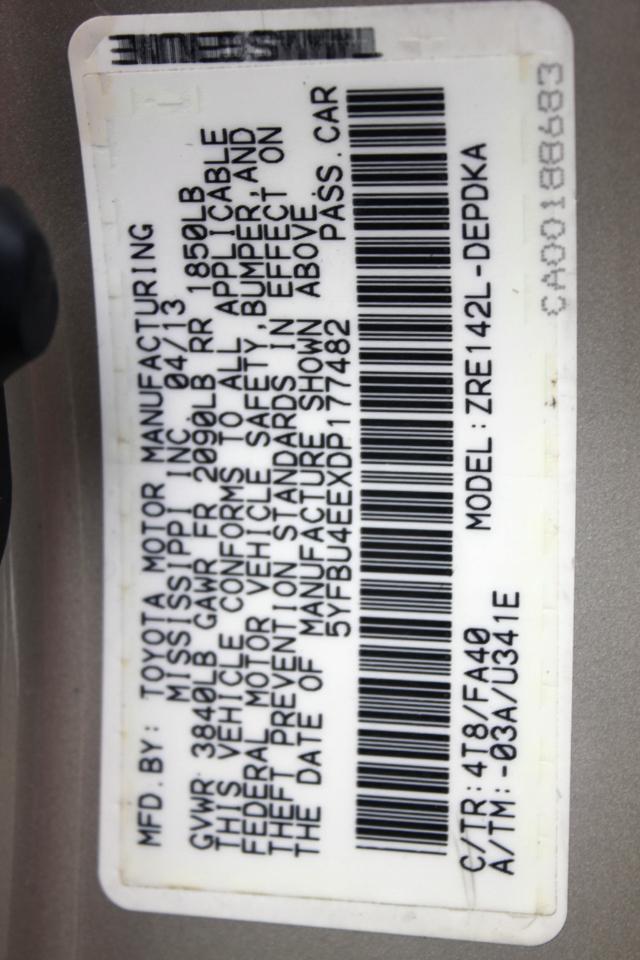 MFD. BY: TOYOTA MOTOR MANUFACTURING
MISSISSIPPI INC 04/13
GVWR 3840LB GAWR FR 2090LB RR 1850LB
THIS VEHICLE CONFORMS TO ALL APPLICABLE
FEDERAL MOTOR VEHICLE SAFETY, BUMPER, AND
THEFT PREVENTION STANDARDS IN EFFECT ON
THE DATE OF MANUFACTURE SHOWN ABOVE
5YFBU4EEXDP177482 PASS. CAR
C/TR: 4T8/FA40 MODEL: ZRE142L-DEPDKA
A/TM: -03A/U341E
CA00188683